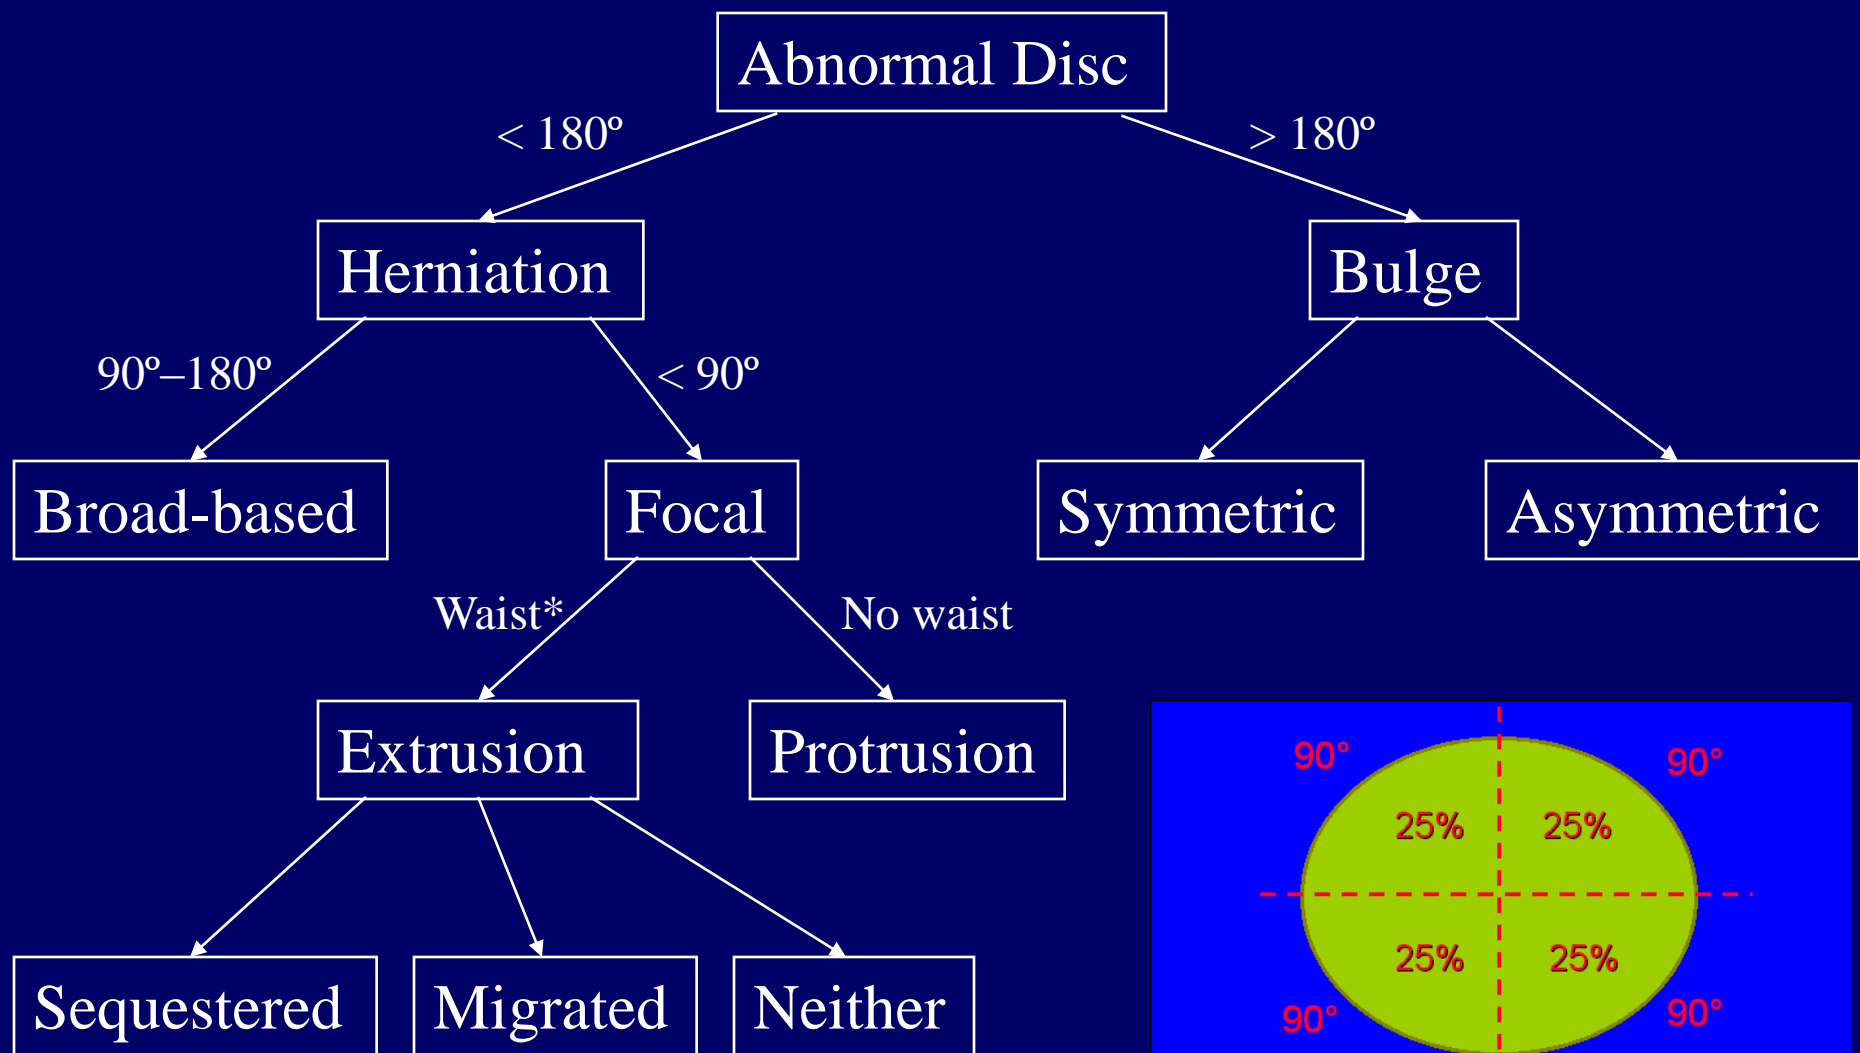 Abnormal Disc
< 180º
> 180º
Herniation
Bulge
90º–180º
< 90º
Broad-based
Focal
Symmetric
Asymmetric
Waist*
No waist
Extrusion
Protrusion
90°
90°
25%
25%
25%
25%
90°
90°
Sequestered
Migrated
Neither